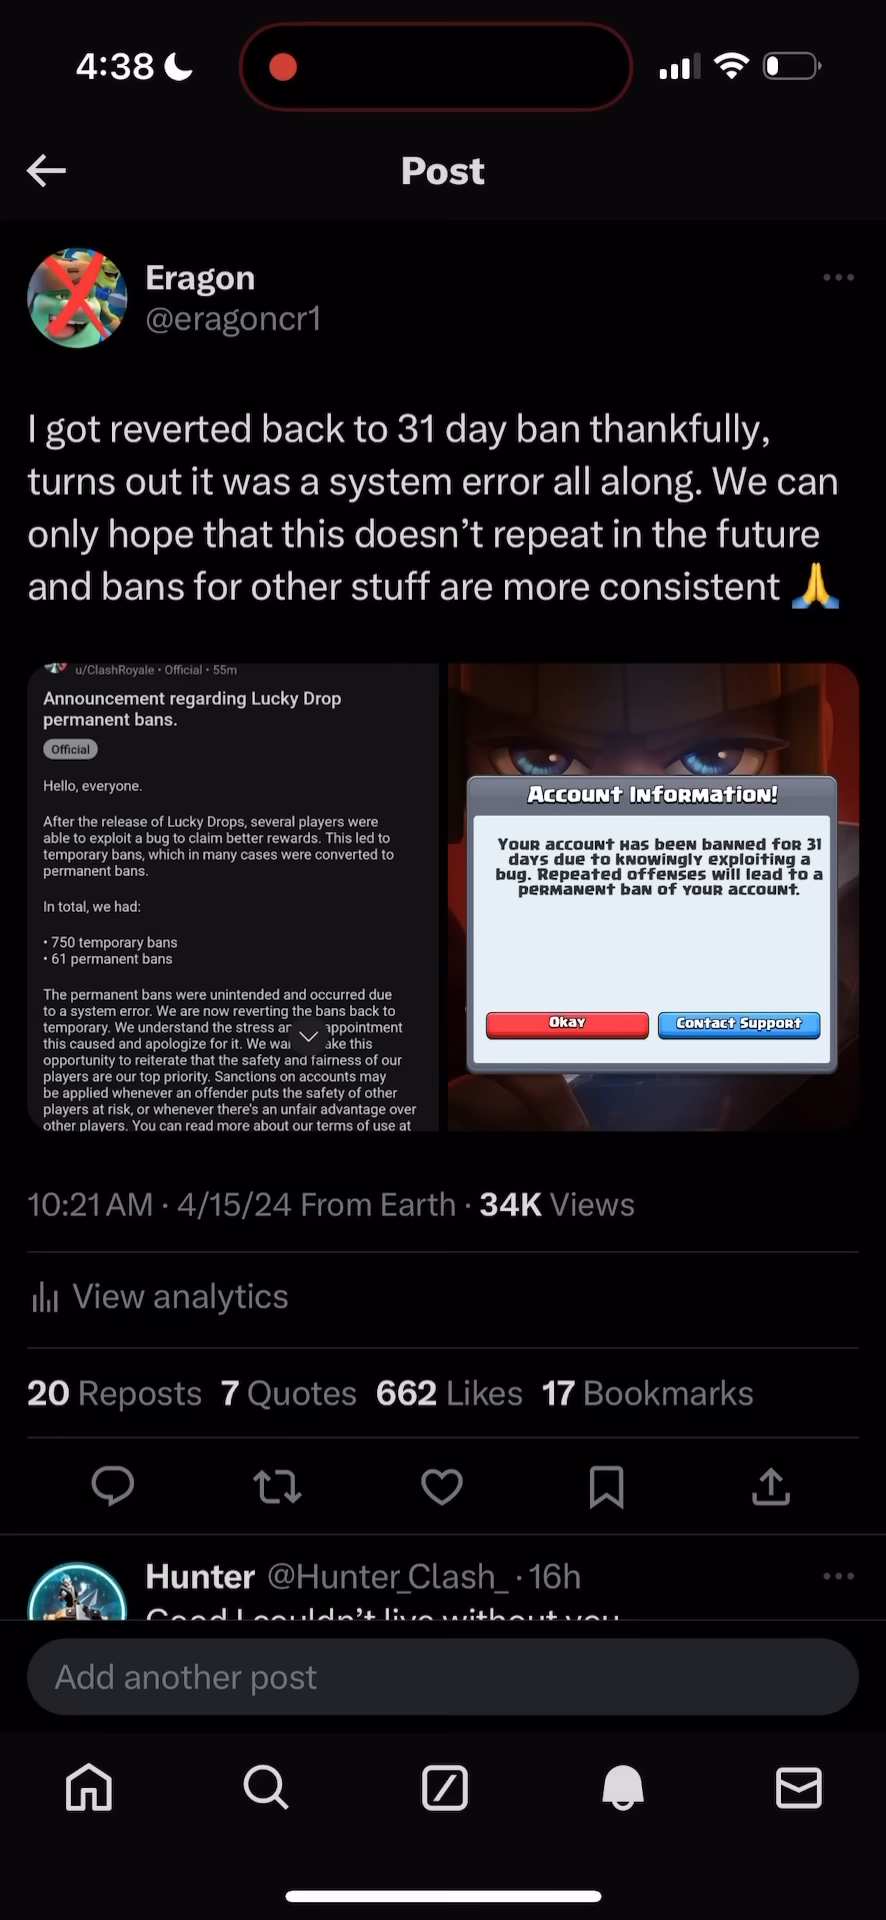 4:38
Post
Eragon
@eragoncr1
I got reverted back to 31 day ban thankfully,
turns out it was a system error all along. We can
only hope that this doesn’t repeat in the future
and bans for other stuff are more consistent 🙏
u/ClashRoyale • Official • 55m
Announcement regarding Lucky Drop
permanent bans.
Official
Hello, everyone.
After the release of Lucky Drops, several players were
able to exploit a bug to claim better rewards. This led to
temporary bans, which in many cases were converted to
permanent bans.
In total, we had:
• 750 temporary bans
• 61 permanent bans
The permanent bans were unintended and occurred due
to a system error. We are now reverting the bans back to
temporary. We understand the stress an appointment
this caused and apologize for it. We wa ake this
opportunity to reiterate that the safety and fairness of our
players are our top priority. Sanctions on accounts may
be applied whenever an offender puts the safety of other
players at risk, or whenever there's an unfair advantage over
other players. You can read more about our terms of use at
Account Information!
Your account has been banned for 31
days due to knowingly exploiting a
bug. Repeated offenses will lead to a
permanent ban of your account.
Okay
Contact Support
10:21 AM · 4/15/24 From Earth · 34K Views
View analytics
20 Reposts 7 Quotes 662 Likes 17 Bookmarks
Hunter @Hunter_Clash_ · 16h
Good I couldn’t live without you
Add another post